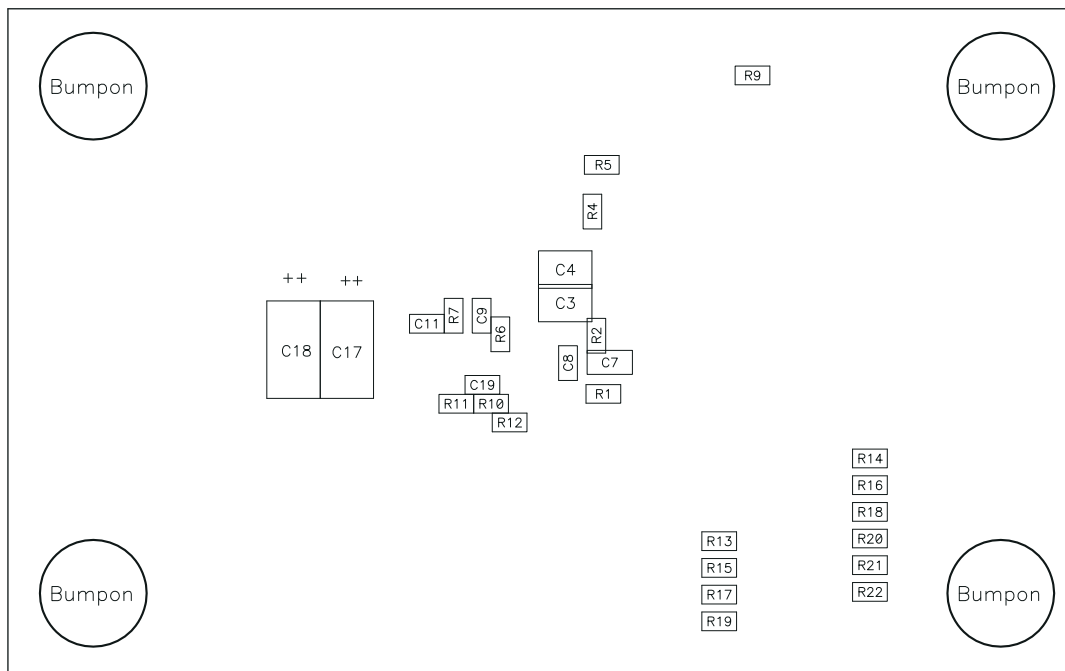 Bumpon
Bumpon
R9
R5
R4
C4
++ ++
C3
C11
R7
C9
R6
R2
C18
C17
C8
C7
C19
R1
R11
R10
R12
R14
R16
R18
R13
R20
R15
R21
Bumpon
R17
R22
Bumpon
R19